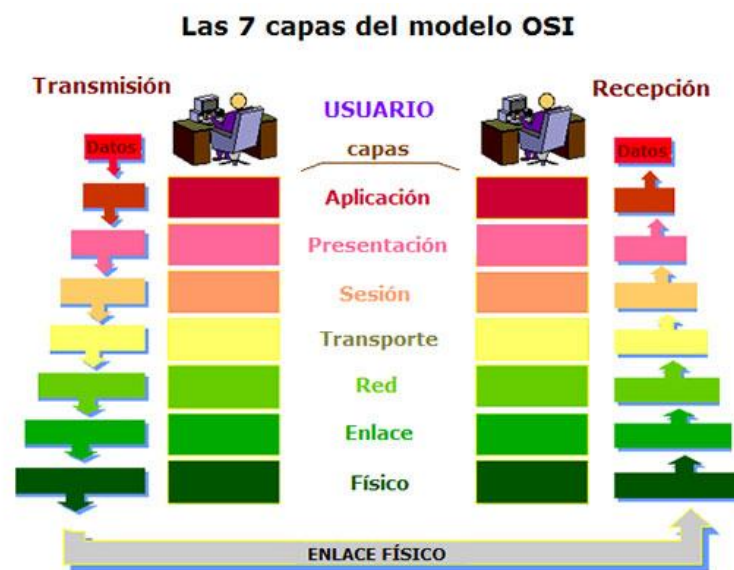 Las 7 capas del modelo OSI
Transmisión
Recepción
USUARIO
Datos
capas
Datos
Aplicación
Presentación
Sesión
Transporte
Red
Enlace
Físico
ENLACE FÍSICO